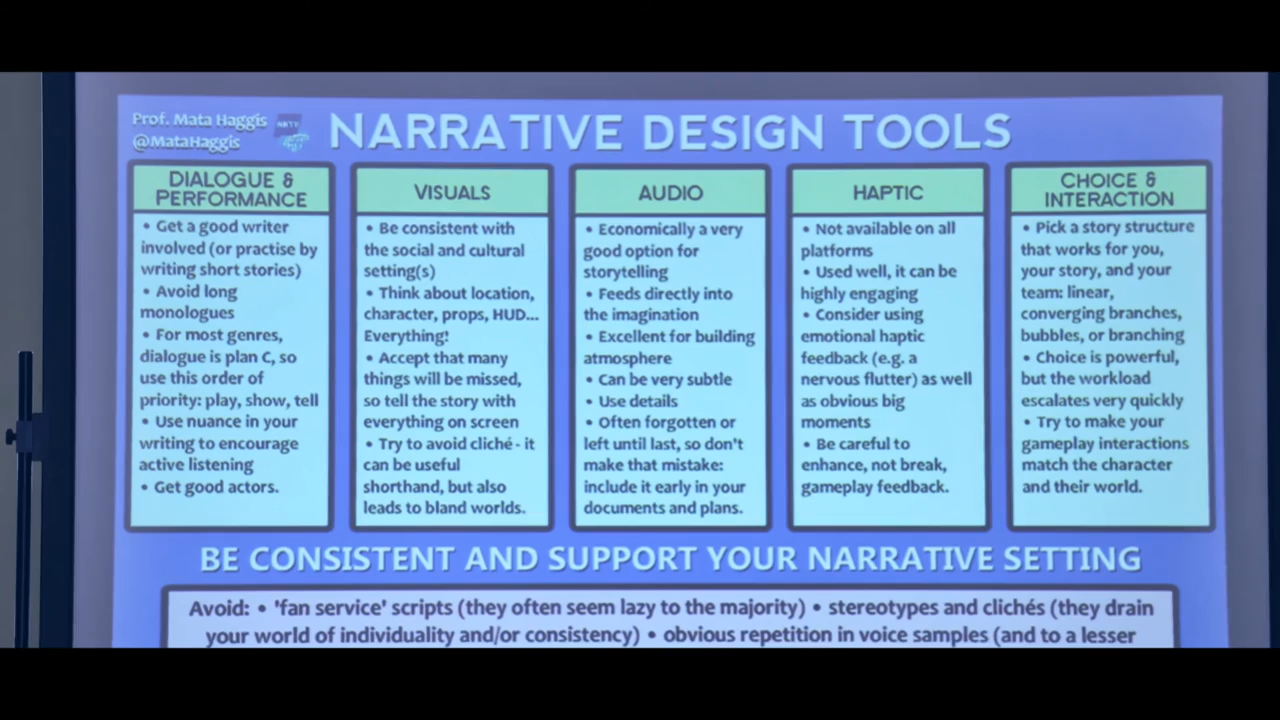 Prof. Mata Haggis
@MataHaggis
NHTV
NARRATIVE DESIGN TOOLS
DIALOGUE &
PERFORMANCE
• Get a good writer
involved (or practise by
writing short stories)
• Avoid long
monologues
• For most genres,
dialogue is plan C, so
use this order of
priority: play, show, tell
• Use nuance in your
writing to encourage
active listening
• Get good actors.
VISUALS
• Be consistent with
the social and cultural
setting(s)
• Think about location,
character, props, HUD...
Everything!
• Accept that many
things will be missed,
so tell the story with
everything on screen
• Try to avoid cliché - it
can be useful
shorthand, but also
leads to bland worlds.
AUDIO
• Economically a very
good option for
storytelling
• Feeds directly into
the imagination
• Excellent for building
atmosphere
• Can be very subtle
• Use details
• Often forgotten or
left until last, so don't
make that mistake:
include it early in your
documents and plans.
HAPTIC
• Not available on all
platforms
• Used well, it can be
highly engaging
• Consider using
emotional haptic
feedback (e.g. a
nervous flutter) as well
as obvious big
moments
• Be careful to
enhance, not break,
gameplay feedback.
CHOICE &
INTERACTION
• Pick a story structure
that works for you,
your story, and your
team: linear,
converging branches,
bubbles, or branching
• Choice is powerful,
but the workload
escalates very quickly
• Try to make your
gameplay interactions
match the character
and their world.
BE CONSISTENT AND SUPPORT YOUR NARRATIVE SETTING
Avoid: • 'fan service' scripts (they often seem lazy to the majority) • stereotypes and clichés (they drain
your world of individuality and/or consistency) • obvious repetition in voice samples (and to a lesser